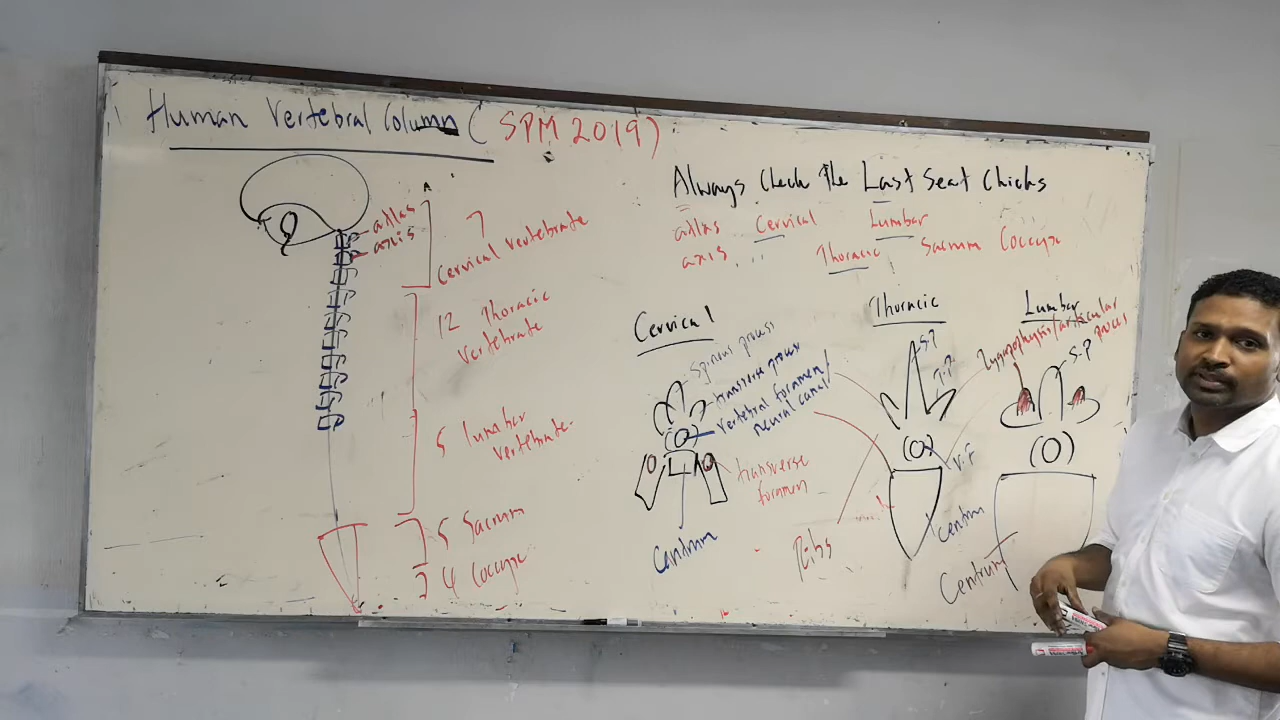 Human Vertebral Column ( SPM 2019 )
Always Check The Last Seat Chicks
atlas Cervical Lumbar
axis Thoracic Sacrum Coccyx
atlas
axis
7
Cervical vertebrate
12 Thoracic
vertebrate
5 lumbar
vertebrate
5 Sacrum
4 Coccyx
Cervical
Spinous process
transverse process
vertebral foramen/
neural canal
transverse
foramen
Centrum
Thoracic
S.P
T.P
V.F
Centrum
Ribs
Lumbar
Zygapophysis/articular
process
S.P
Centrum